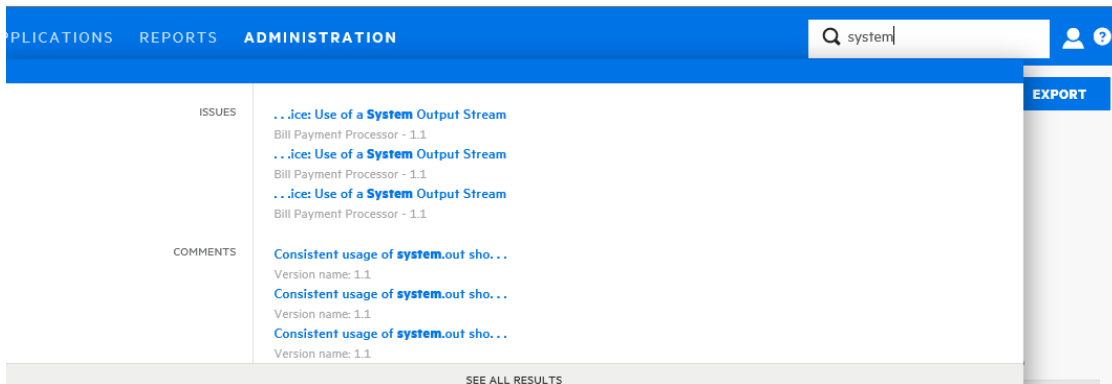 PPLICATIONS REPORTS ADMINISTRATION system ?
EXPORT
ISSUES
. . .ice: Use of a System Output Stream
Bill Payment Processor - 1.1
. . .ice: Use of a System Output Stream
Bill Payment Processor - 1.1
. . .ice: Use of a System Output Stream
Bill Payment Processor - 1.1
COMMENTS
Consistent usage of system.out sho. . .
Version name: 1.1
Consistent usage of system.out sho. . .
Version name: 1.1
Consistent usage of system.out sho. . .
Version name: 1.1
SEE ALL RESULTS